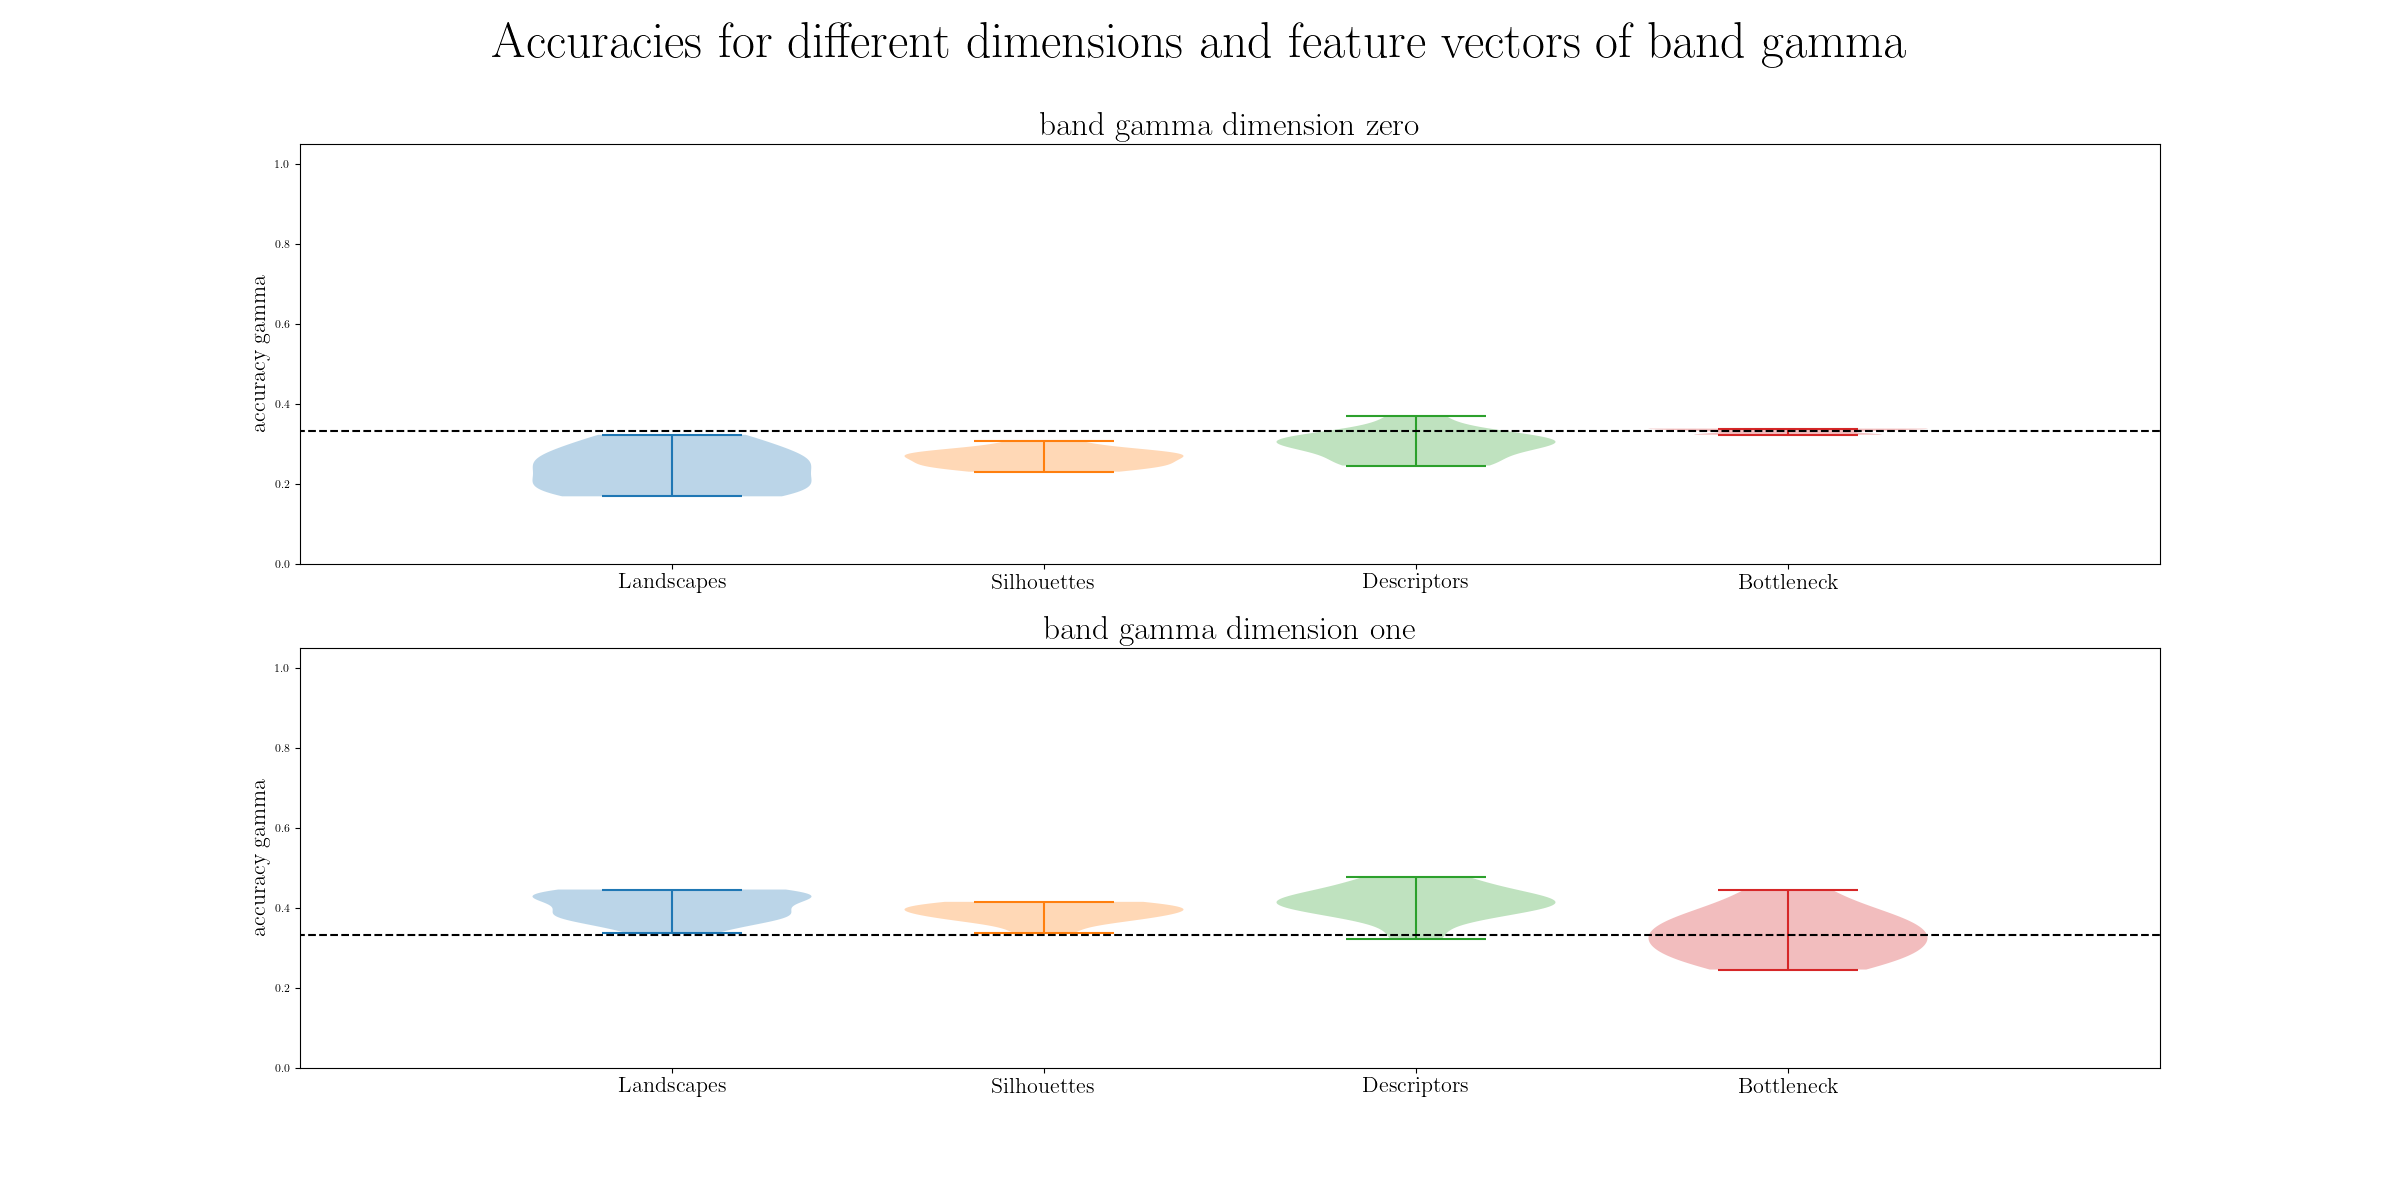 Accuracies for different dimensions and feature vectors of band gamma
band gamma dimension zero
1.0
0.8
0.6
0.4
0.2
0.0
accuracy gamma
Landscapes Silhouettes Descriptors Bottleneck
band gamma dimension one
1.0
0.8
0.6
0.4
0.2
0.0
accuracy gamma
Landscapes Silhouettes Descriptors Bottleneck